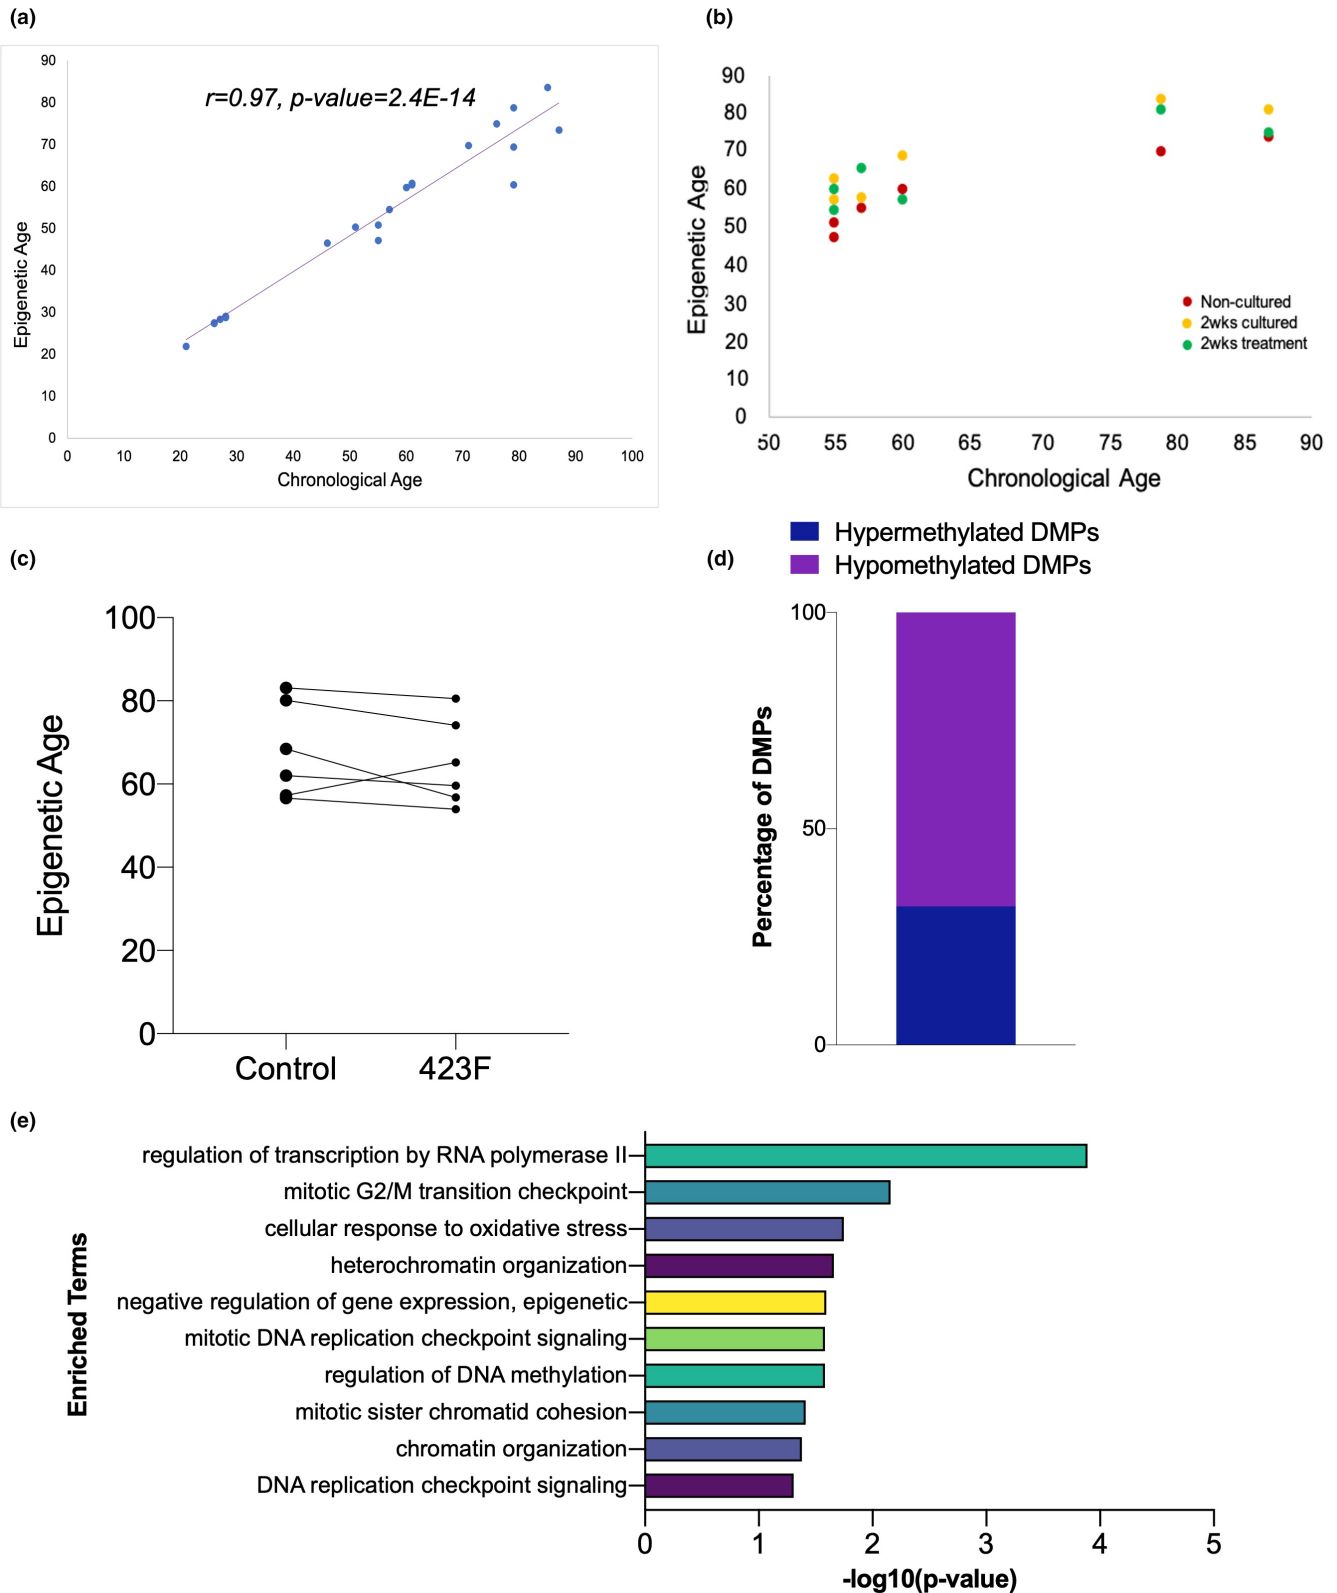 (a)
90
80
70
60
50
40
30
20
10
0
r=0.97, p-value=2.4E-14
Epigenetic Age
0 10 20 30 40 50 60 70 80 90 100
Chronological Age
(b)
90
80
70
60
50
40
30
20
10
0
Epigenetic Age
Non-cultured
2wks cultured
2wks treatment
50 55 60 65 70 75 80 85 90
Chronological Age
(c)
100
80
60
40
20
0
Epigenetic Age
Control 423F
(d)
Hypermethylated DMPs
Hypomethylated DMPs
100
50
0
Percentage of DMPs
(e)
Enriched Terms
regulation of transcription by RNA polymerase II
mitotic G2/M transition checkpoint
cellular response to oxidative stress
heterochromatin organization
negative regulation of gene expression, epigenetic
mitotic DNA replication checkpoint signaling
regulation of DNA methylation
mitotic sister chromatid cohesion
chromatin organization
DNA replication checkpoint signaling
0 1 2 3 4 5
-log10(p-value)